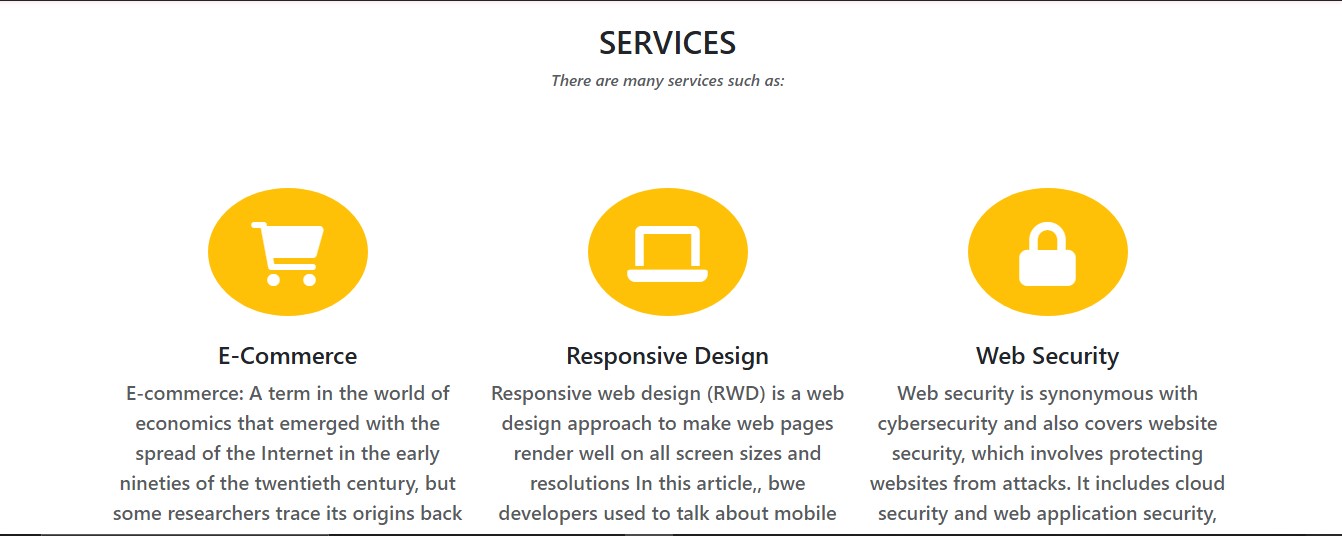 SERVICES
There are many services such as:
E-Commerce
E-commerce: A term in the world of
economics that emerged with the
spread of the Internet in the early
nineties of the twentieth century, but
some researchers trace its origins back
Responsive Design
Responsive web design (RWD) is a web
design approach to make web pages
render well on all screen sizes and
resolutions In this article,, bwe
developers used to talk about mobile
Web Security
Web security is synonymous with
cybersecurity and also covers website
security, which involves protecting
websites from attacks. It includes cloud
security and web application security,